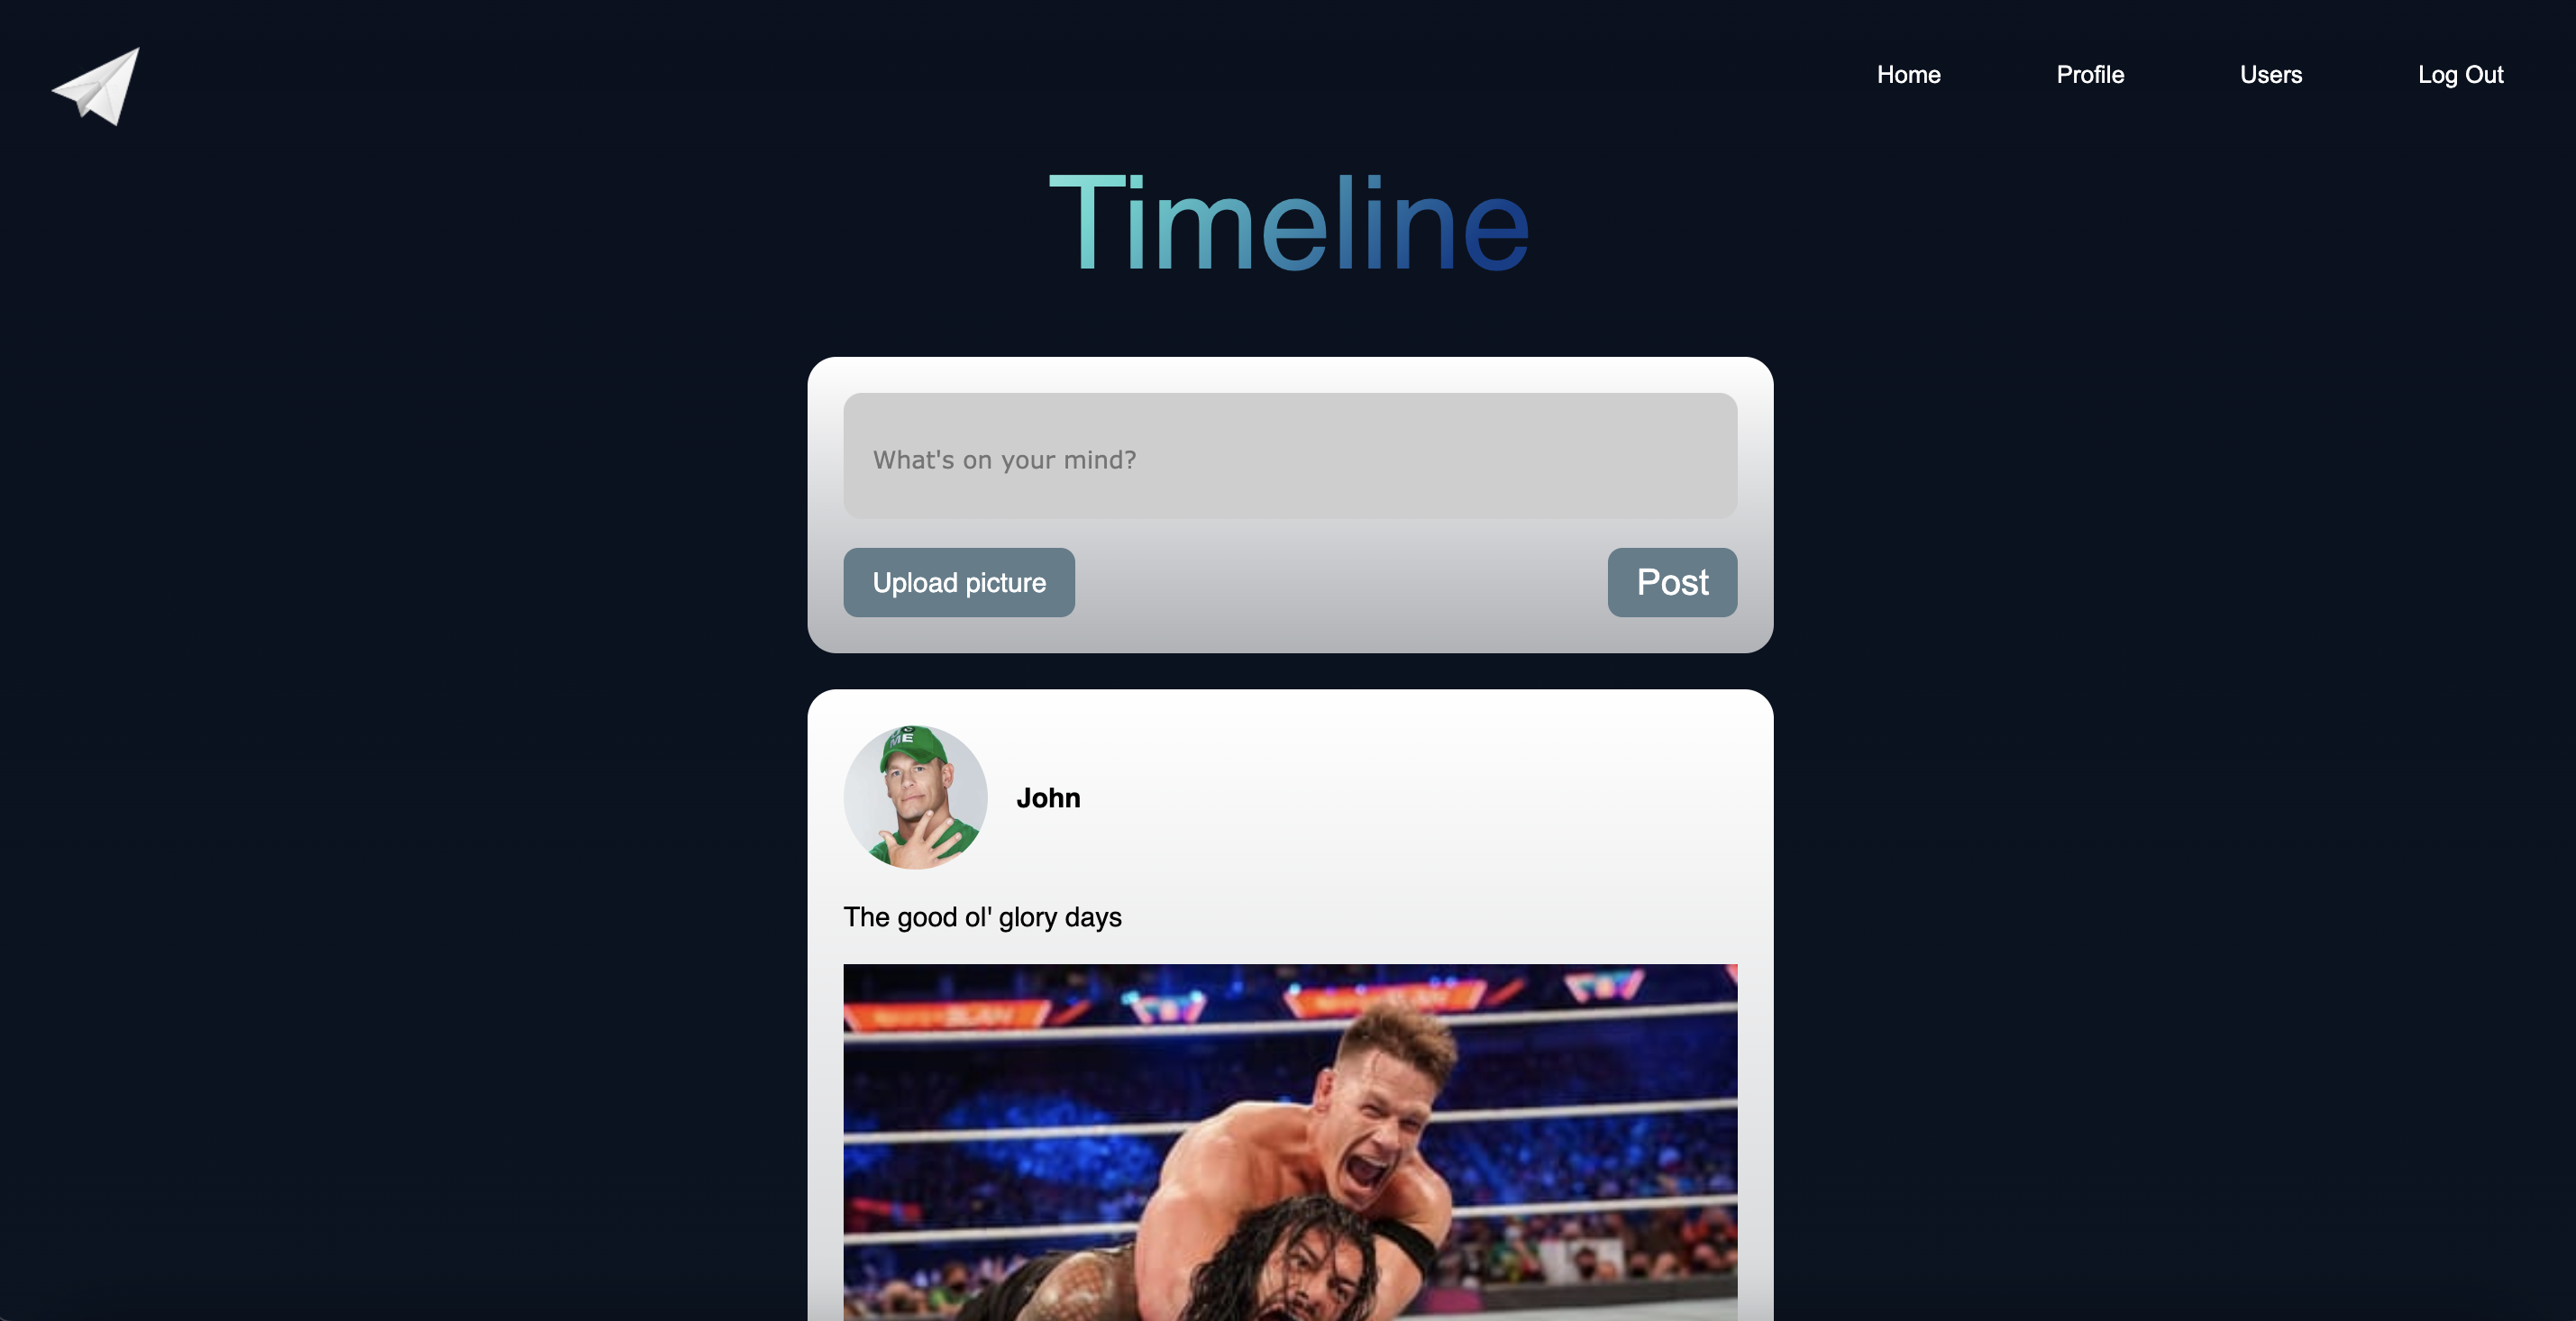 Home Profile Users Log Out
Timeline
What's on your mind?
Upload picture Post
ME
John
The good ol' glory days